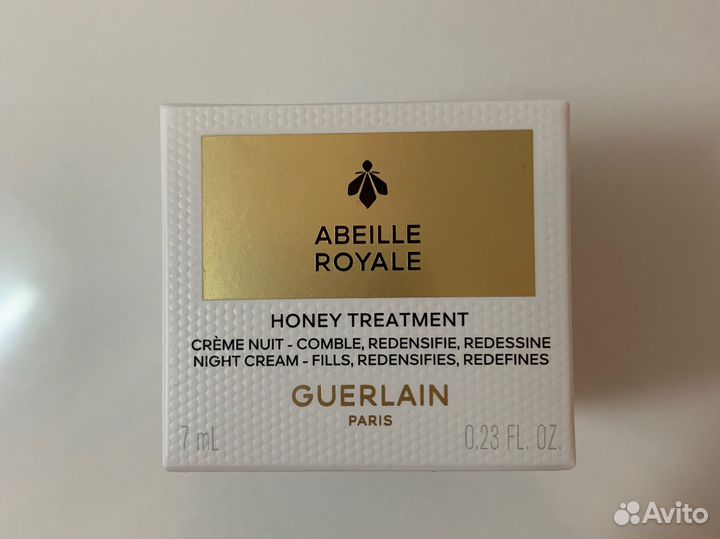 ABEILLE
ROYALE
HONEY TREATMENT
CRÈME NUIT - COMBLE, REDENSIFIE, REDESSINE
NIGHT CREAM - FILLS, REDENSIFIES, REDEFINES
GUERLAIN
PARIS
7 mL 0.23 FL. OZ.
Avito